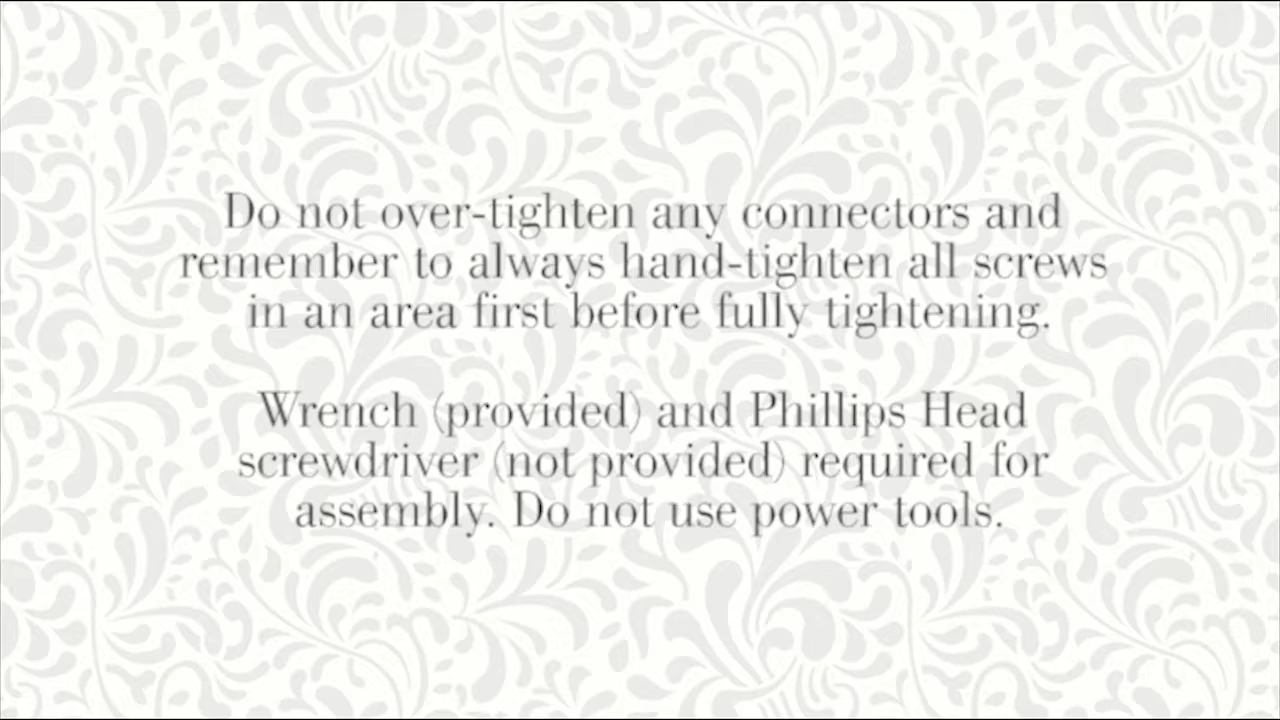 Do not over-tighten any connectors and
remember to always hand-tighten all screws
in an area first before fully tightening.
Wrench (provided) and Phillips Head
screwdriver (not provided) required for
assembly. Do not use power tools.